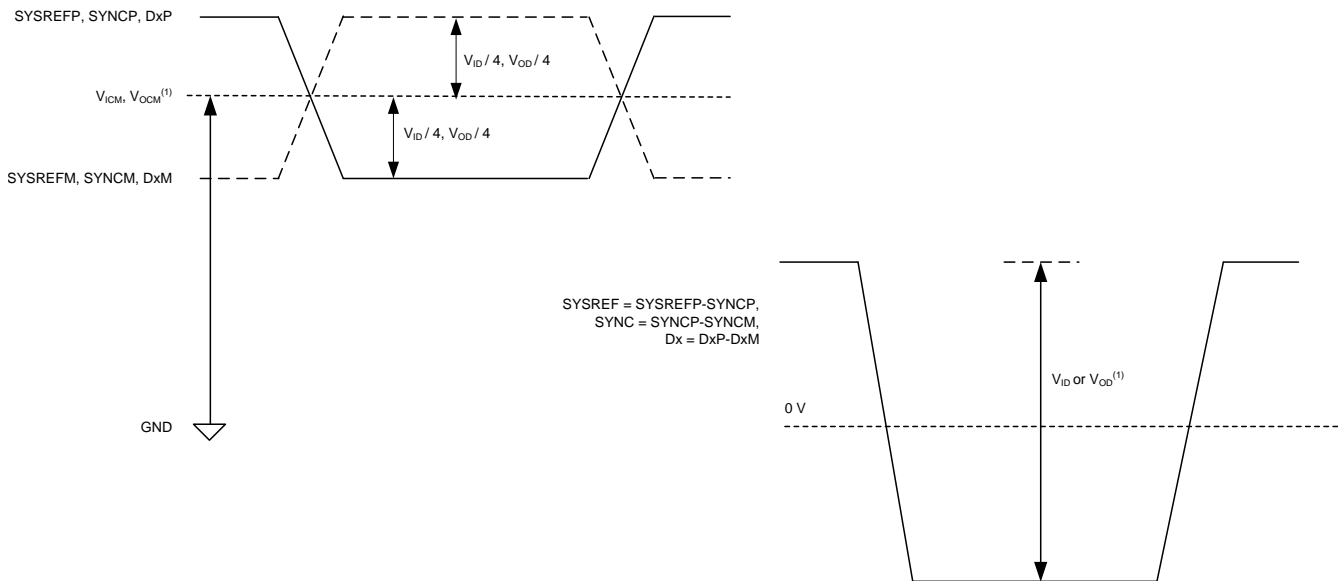 SYSREFP, SYNCP, DxP
V_ID / 4, V_OD / 4
V_ICM, V_OCM^(1)
V_ID / 4, V_OD / 4
SYSREFM, SYNCM, DxM
GND
SYSREF = SYSREFP-SYNCP,
SYNC = SYNCP-SYNCM,
Dx = DxP-DxM
V_ID or V_OD^(1)
0 V